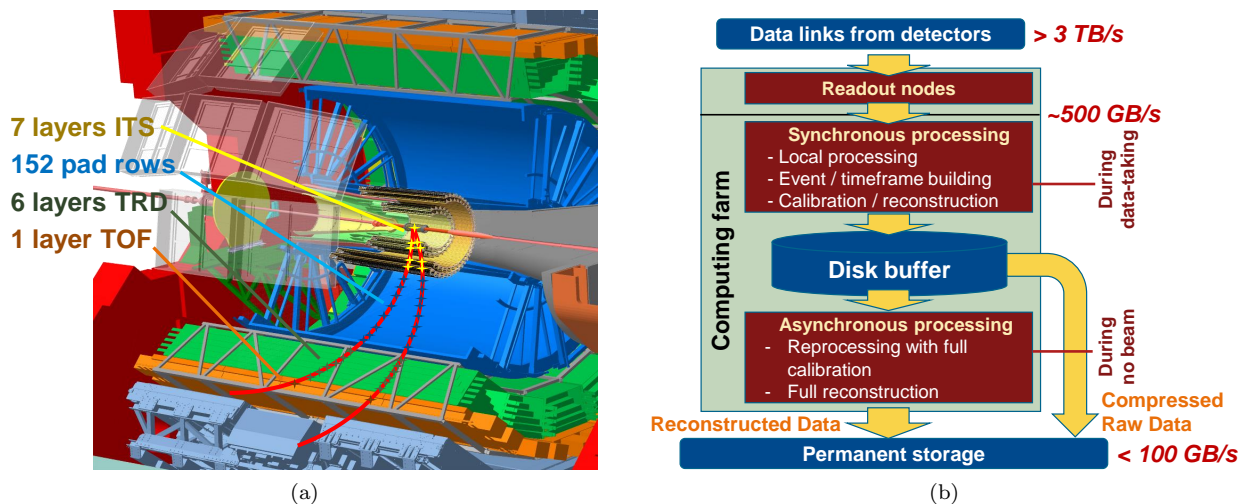 7 layers ITS
152 pad rows
6 layers TRD
1 layer TOF
(a)
Data links from detectors
> 3 TB/s
Readout nodes
~500 GB/s
Synchronous processing
- Local processing
- Event / timeframe building
- Calibration / reconstruction
During
data-taking
Computing farm
Disk buffer
Asynchronous processing
- Reprocessing with full
calibration
- Full reconstruction
During
no beam
Reconstructed Data
Compressed
Raw Data
Permanent storage
< 100 GB/s
(b)